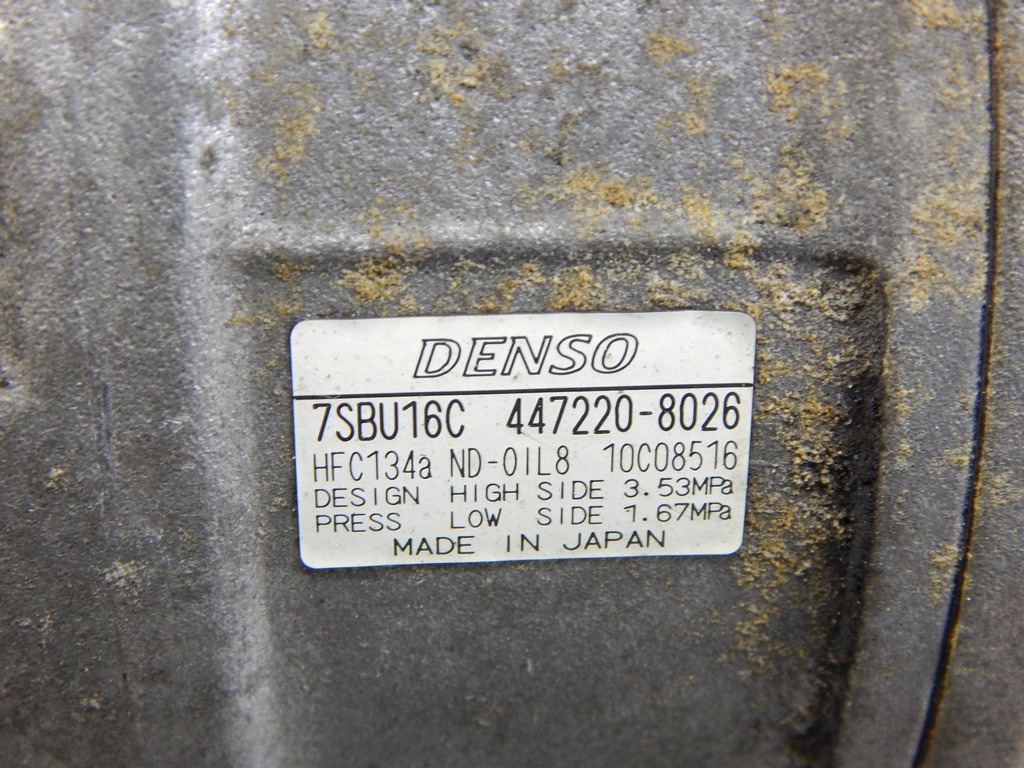 DENSO
7SBU16C 447220-8026
HFC134a ND-OIL8 10C08516
DESIGN HIGH SIDE 3.53MPa
PRESS LOW SIDE 1.67MPa
MADE IN JAPAN